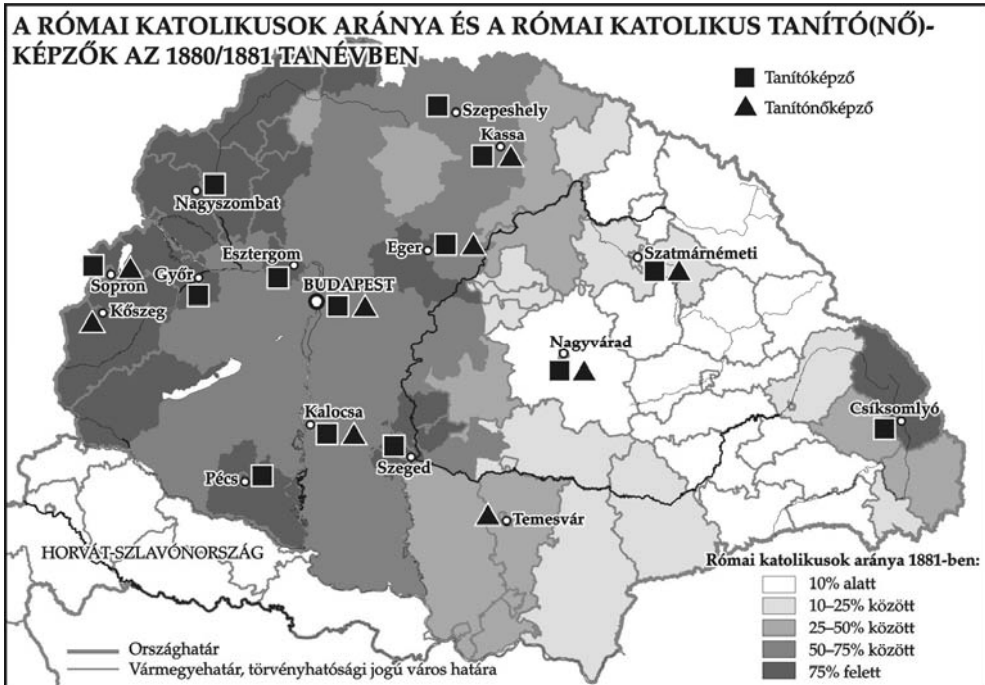 A RÓMAI KATOLIKUSOK ARÁNYA ÉS A RÓMAI KATOLIKUS TANÍTÓ(NŐ)-
KÉPZŐK AZ 1880/1881 TANÉVBEN
Tanítóképző
Tanítónőképző
Szepeshely
Kassa
Nagyszombat
Eger
Esztergom
Szatmárnémeti
Sopron
Győr
BUDAPEST
Kőszeg
Nagyvárad
Kalocsa
Csíksomlyó
Szeged
Pécs
Temesvár
HORVÁT-SZLAVÓNORSZÁG
Római katolikusok aránya 1881-ben:
10% alatt
10–25% között
25–50% között
50–75% között
75% felett
Országhatár
Vármegyehatár, törvényhatósági jogú város határa